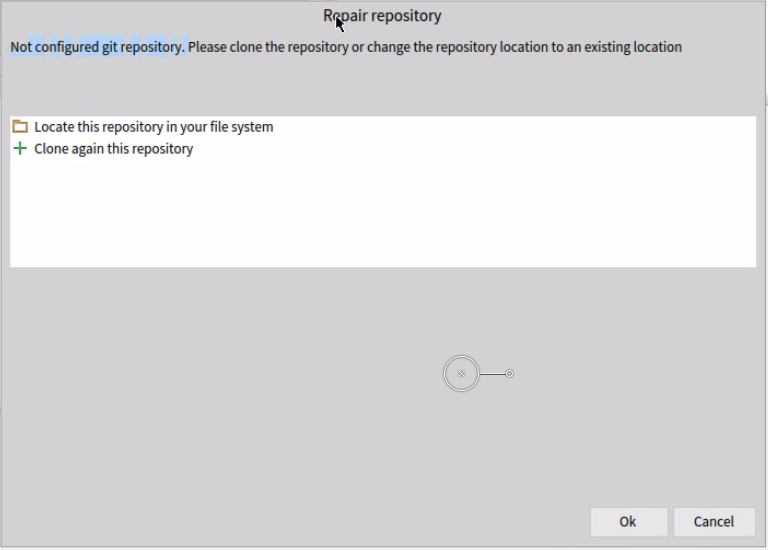 Repair repository
Not configured git repository. Please clone the repository or change the repository location to an existing location
Locate this repository in your file system
Clone again this repository
Ok
Cancel